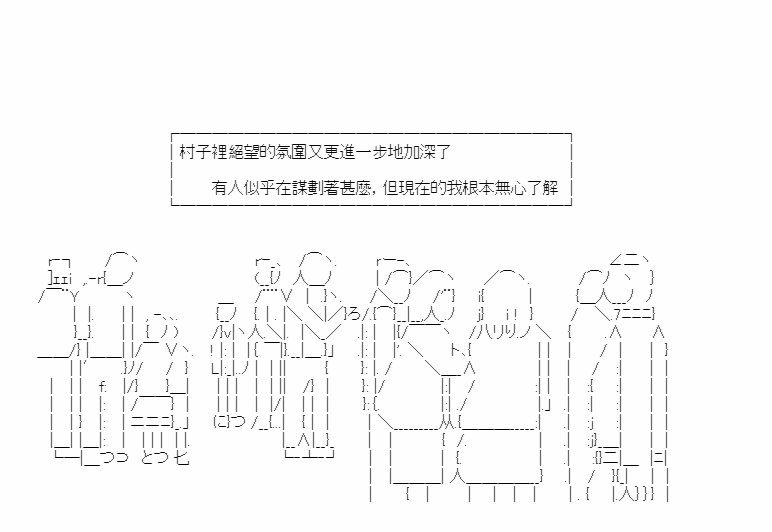 村子裡絕望的氛圍又更進一步地加深了
有人似乎在謀劃著甚麼, 但現在的我根本無心了解